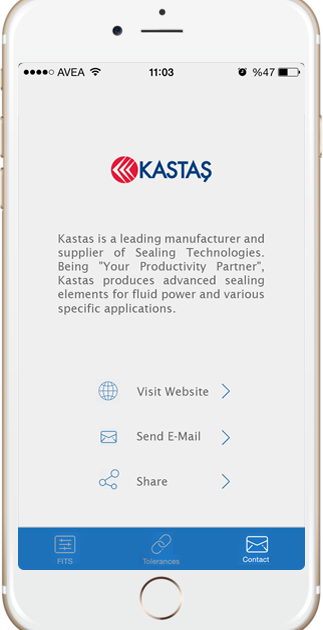 AVEA 11:03 %47
KASTAŞ
Kastas is a leading manufacturer and
supplier of Sealing Technologies.
Being "Your Productivity Partner",
Kastas produces advanced sealing
elements for fluid power and various
specific applications.
Visit Website
Send E-Mail
Share
FITS Tolerances Contact